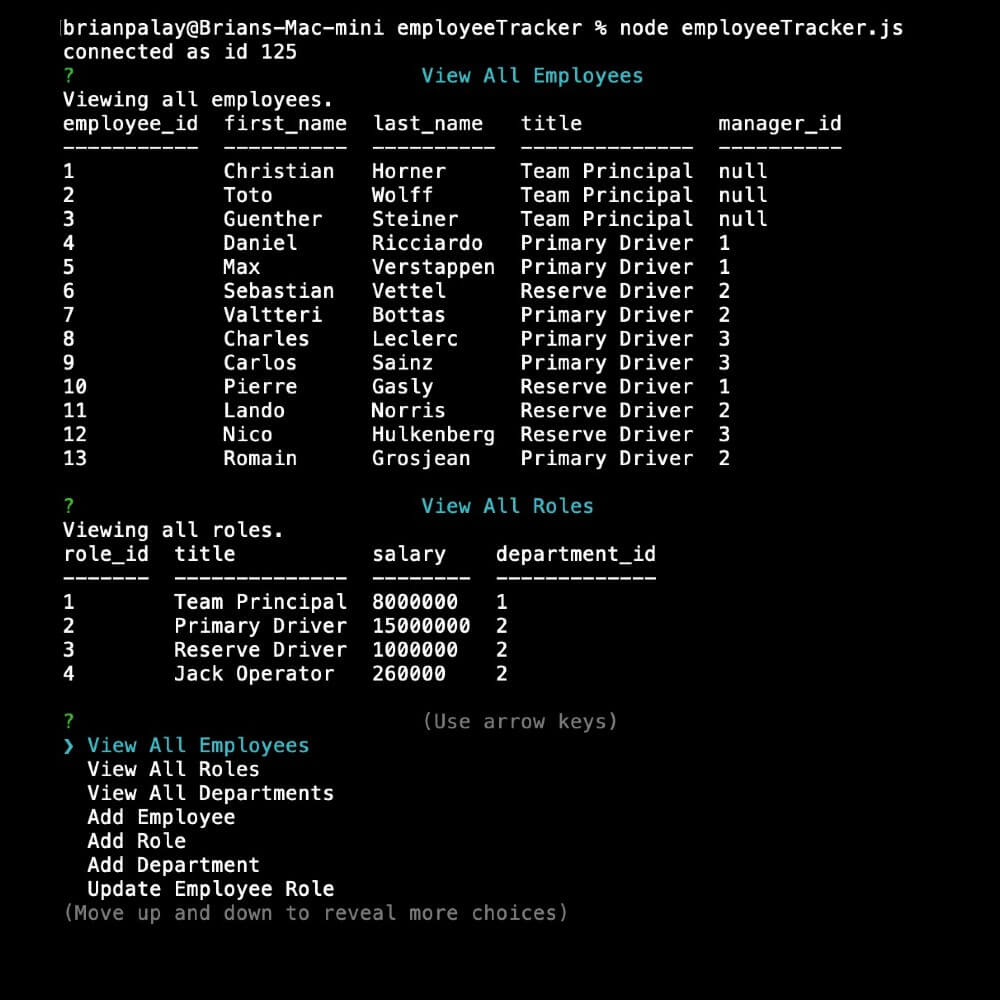 brianpalay@Brians-Mac-mini employeeTracker % node employeeTracker.js
connected as id 125
? View All Employees
Viewing all employees.
employee_id  first_name  last_name   title           manager_id
-----------  ----------  ----------  --------------  ----------
1            Christian   Horner      Team Principal  null
2            Toto        Wolff       Team Principal  null
3            Guenther    Steiner     Team Principal  null
4            Daniel      Ricciardo   Primary Driver  1
5            Max         Verstappen  Primary Driver  1
6            Sebastian   Vettel      Reserve Driver  2
7            Valtteri    Bottas      Primary Driver  2
8            Charles     Leclerc     Primary Driver  3
9            Carlos      Sainz       Primary Driver  3
10           Pierre      Gasly       Reserve Driver  1
11           Lando       Norris      Reserve Driver  2
12           Nico        Hulkenberg  Reserve Driver  3
13           Romain      Grosjean    Primary Driver  2
? View All Roles
Viewing all roles.
role_id  title           salary    department_id
-------  --------------  --------  -------------
1        Team Principal  8000000   1
2        Primary Driver  15000000  2
3        Reserve Driver  1000000   2
4        Jack Operator   260000    2
? (Use arrow keys)
❯ View All Employees
View All Roles
View All Departments
Add Employee
Add Role
Add Department
Update Employee Role
(Move up and down to reveal more choices)